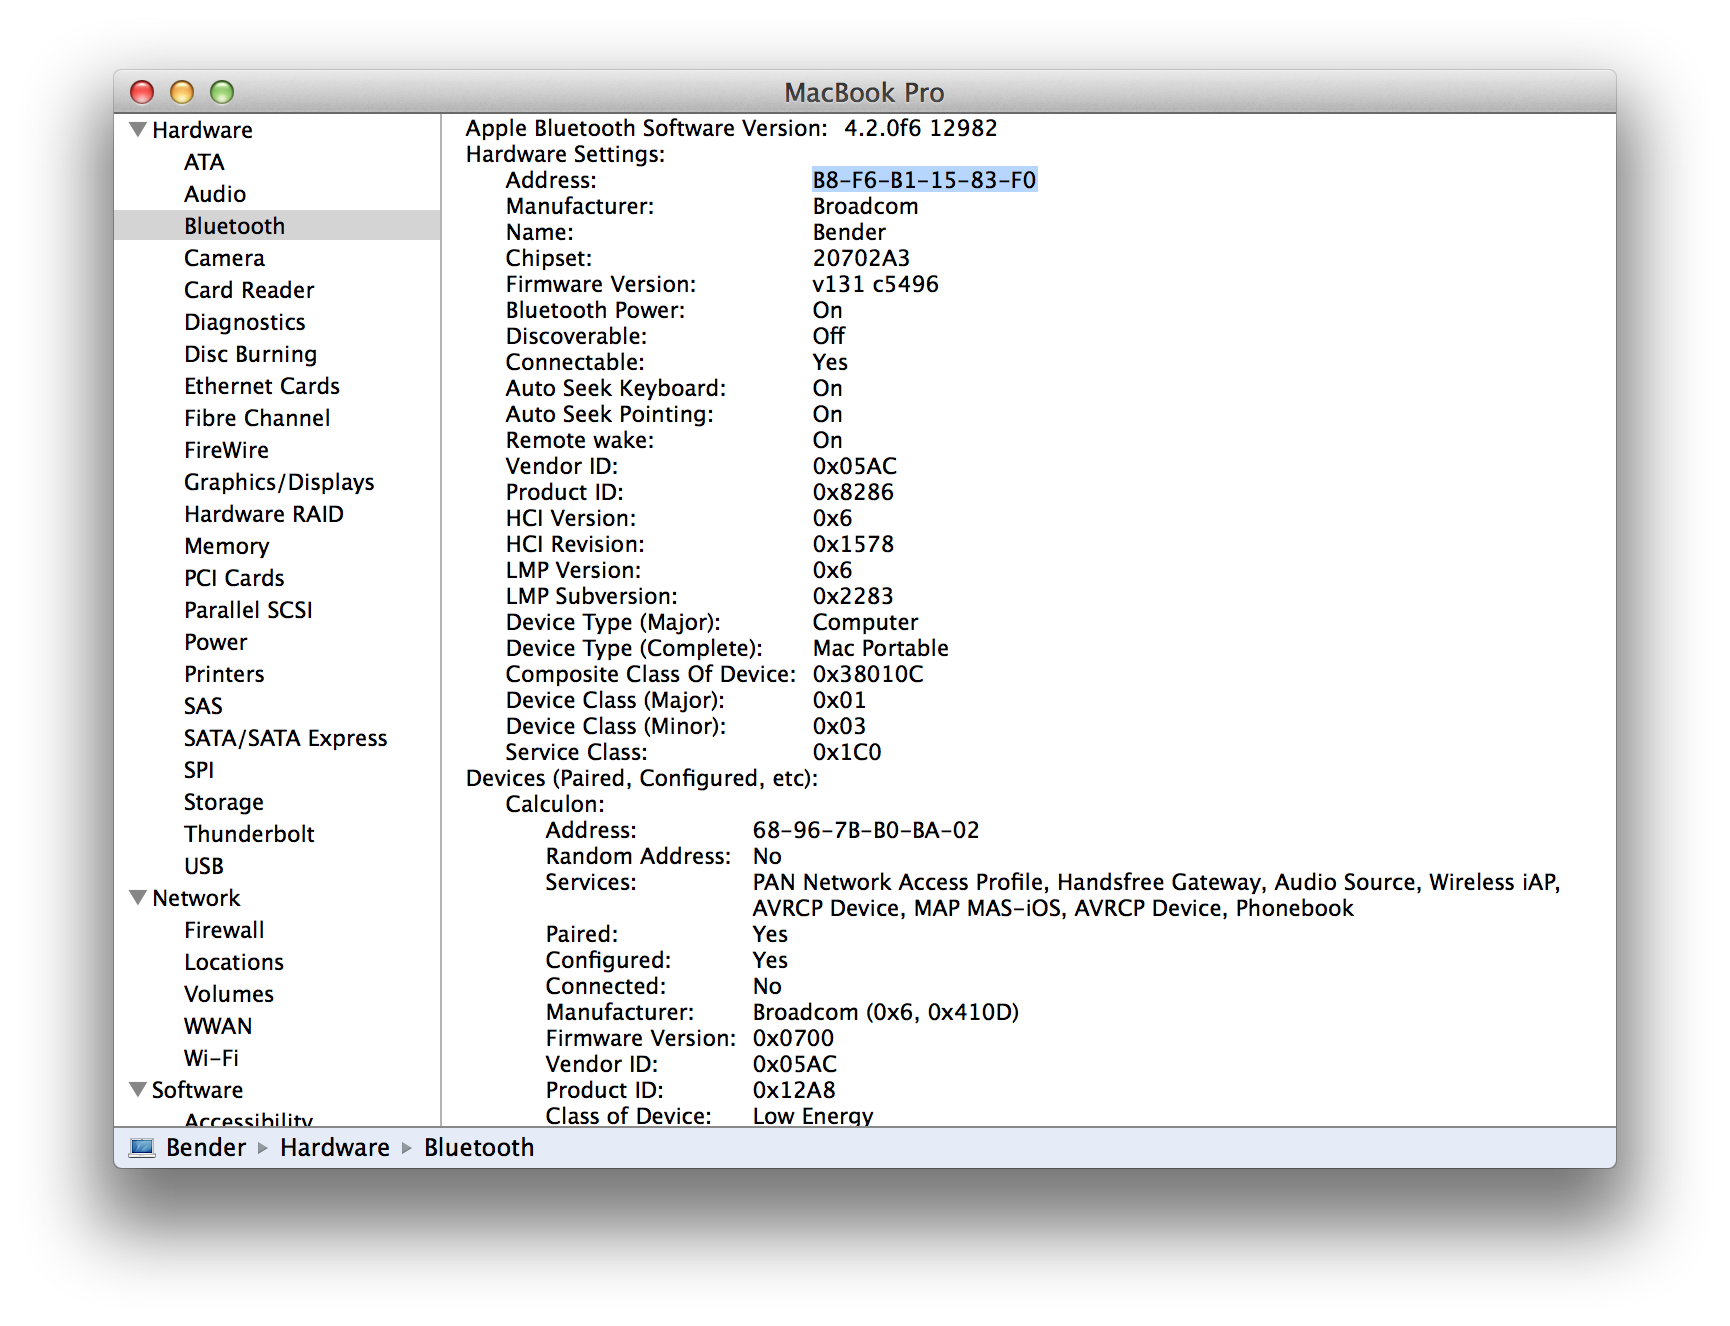 MacBook Pro
Hardware
ATA
Audio
Bluetooth
Camera
Card Reader
Diagnostics
Disc Burning
Ethernet Cards
Fibre Channel
FireWire
Graphics/Displays
Hardware RAID
Memory
PCI Cards
Parallel SCSI
Power
Printers
SAS
SATA/SATA Express
SPI
Storage
Thunderbolt
USB
Network
Firewall
Locations
Volumes
WWAN
Wi-Fi
Software
Accessibility
Apple Bluetooth Software Version: 4.2.0f6 12982
Hardware Settings:
Address: B8-F6-B1-15-83-F0
Manufacturer: Broadcom
Name: Bender
Chipset: 20702A3
Firmware Version: v131 c5496
Bluetooth Power: On
Discoverable: Off
Connectable: Yes
Auto Seek Keyboard: On
Auto Seek Pointing: On
Remote wake: On
Vendor ID: 0x05AC
Product ID: 0x8286
HCI Version: 0x6
HCI Revision: 0x1578
LMP Version: 0x6
LMP Subversion: 0x2283
Device Type (Major): Computer
Device Type (Complete): Mac Portable
Composite Class Of Device: 0x38010C
Device Class (Major): 0x01
Device Class (Minor): 0x03
Service Class: 0x1C0
Devices (Paired, Configured, etc):
Calculon:
Address: 68-96-7B-B0-BA-02
Random Address: No
Services: PAN Network Access Profile, Handsfree Gateway, Audio Source, Wireless iAP,
AVRCP Device, MAP MAS-iOS, AVRCP Device, Phonebook
Paired: Yes
Configured: Yes
Connected: No
Manufacturer: Broadcom (0x6, 0x410D)
Firmware Version: 0x0700
Vendor ID: 0x05AC
Product ID: 0x12A8
Class of Device: Low Energy
Bender Hardware Bluetooth